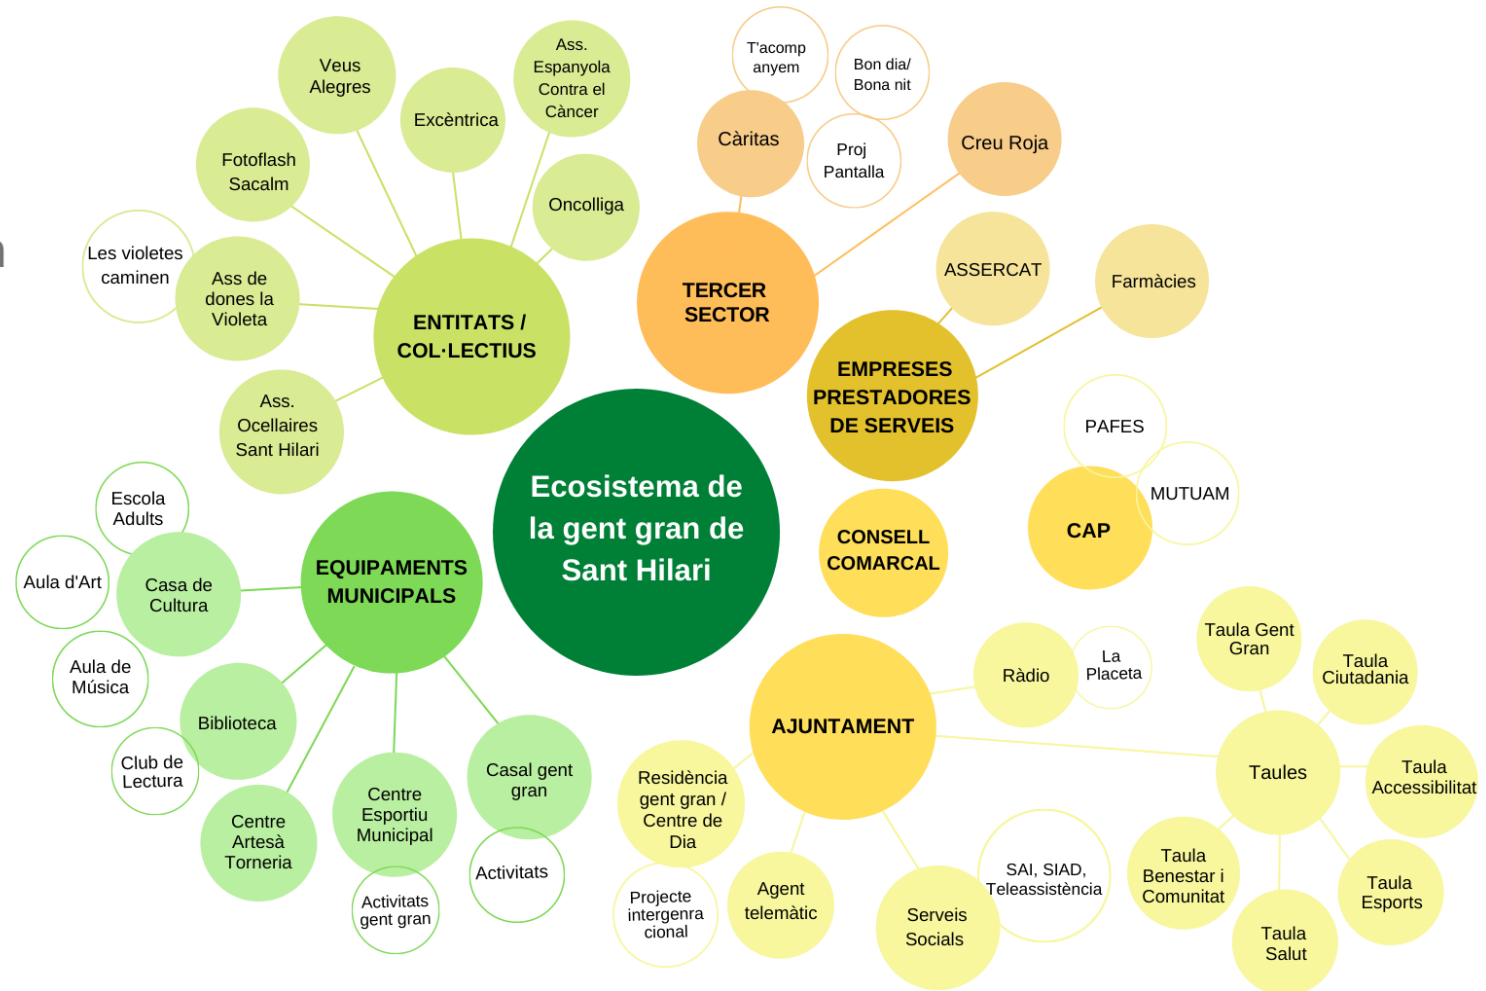 Veus
Alegres
Excèntrica
Ass.
Espanyola
Contra el
Càncer
Fotoflash
Sacalm
Oncolliga
Les violetes
caminen
Ass de
dones la
Violeta
ENTITATS /
COL·LECTIUS
Ass.
Ocellaires
Sant Hilari
T'acomp
anyem
Bon dia/
Bona nit
Càritas
Proj
Pantalla
Creu Roja
TERCER
SECTOR
ASSERCAT
Farmàcies
EMPRESES
PRESTADORES
DE SERVEIS
PAFES
MUTUAM
CAP
CONSELL
COMARCAL
Ecosistema de
la gent gran de
Sant Hilari
Escola
Adults
Aula d'Art
Casa de
Cultura
EQUIPAMENTS
MUNICIPALS
Aula de
Música
Biblioteca
Club de
Lectura
Centre
Artesà
Torneria
Centre
Esportiu
Municipal
Activitats
gent gran
Casal gent
gran
Activitats
AJUNTAMENT
Ràdio
La
Placeta
Residència
gent gran /
Centre de
Dia
Projecte
intergenra
cional
Agent
telemàtic
Serveis
Socials
SAI, SIAD,
Teleassistència
Taules
Taula Gent
Gran
Taula
Ciutadania
Taula
Accessibilitat
Taula
Esports
Taula
Salut
Taula
Benestar i
Comunitat